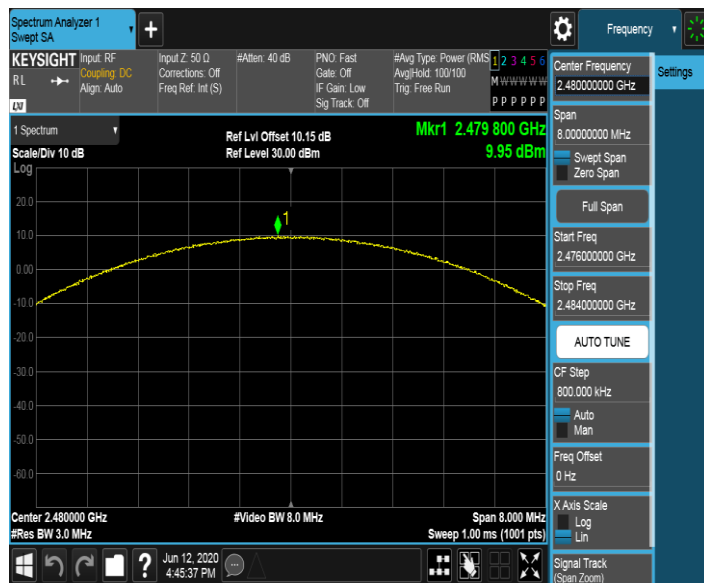 Spectrum Analyzer 1
Swept SA
+
Frequency
KEYSIGHT
RL
LXI
Input: RF
Coupling: DC
Align: Auto
Input Z: 50 Ω
Corrections: Off
Freq Ref: Int (S)
#Atten: 40 dB
PNO: Fast
Gate: Off
IF Gain: Low
Sig Track: Off
#Avg Type: Power (RMS
Avg|Hold: 100/100
Trig: Free Run
1 2 3 4 5 6
M W W W W W
P P P P P P
1 Spectrum
Scale/Div 10 dB
Log
Ref Lvl Offset 10.15 dB
Ref Level 30.00 dBm
Mkr1 2.479 800 GHz
9.95 dBm
1
20.0
10.0
0.00
-10.0
-20.0
-30.0
-40.0
-50.0
-60.0
Center 2.480000 GHz
#Res BW 3.0 MHz
#Video BW 8.0 MHz
Span 8.000 MHz
Sweep 1.00 ms (1001 pts)
Jun 12, 2020
4:45:37 PM
?
Center Frequency
2.480000000 GHz
Settings
Span
8.00000000 MHz
Swept Span
Zero Span
Full Span
Start Freq
2.476000000 GHz
Stop Freq
2.484000000 GHz
AUTO TUNE
CF Step
800.000 kHz
Auto
Man
Freq Offset
0 Hz
X Axis Scale
Log
Lin
Signal Track
(Span Zoom)